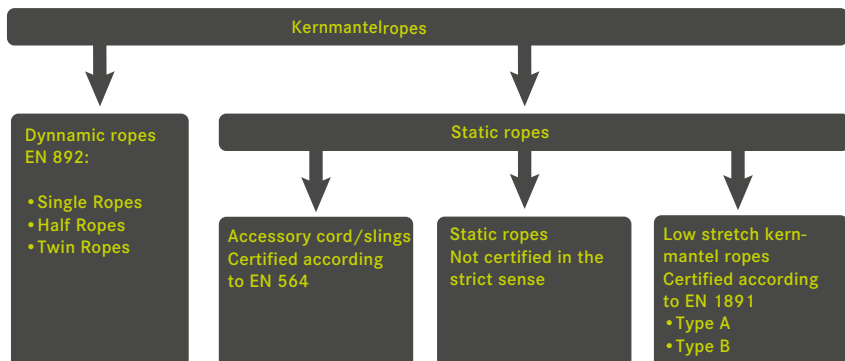 Kernmantelropes
Dynnamic ropes
EN 892:
•Single Ropes
•Half Ropes
•Twin Ropes
Static ropes
Accessory cord/slings
Certified according
to EN 564
Static ropes
Not certified in the
strict sense
Low stretch kern-
mantel ropes
Certified according
to EN 1891
•Type A
•Type B